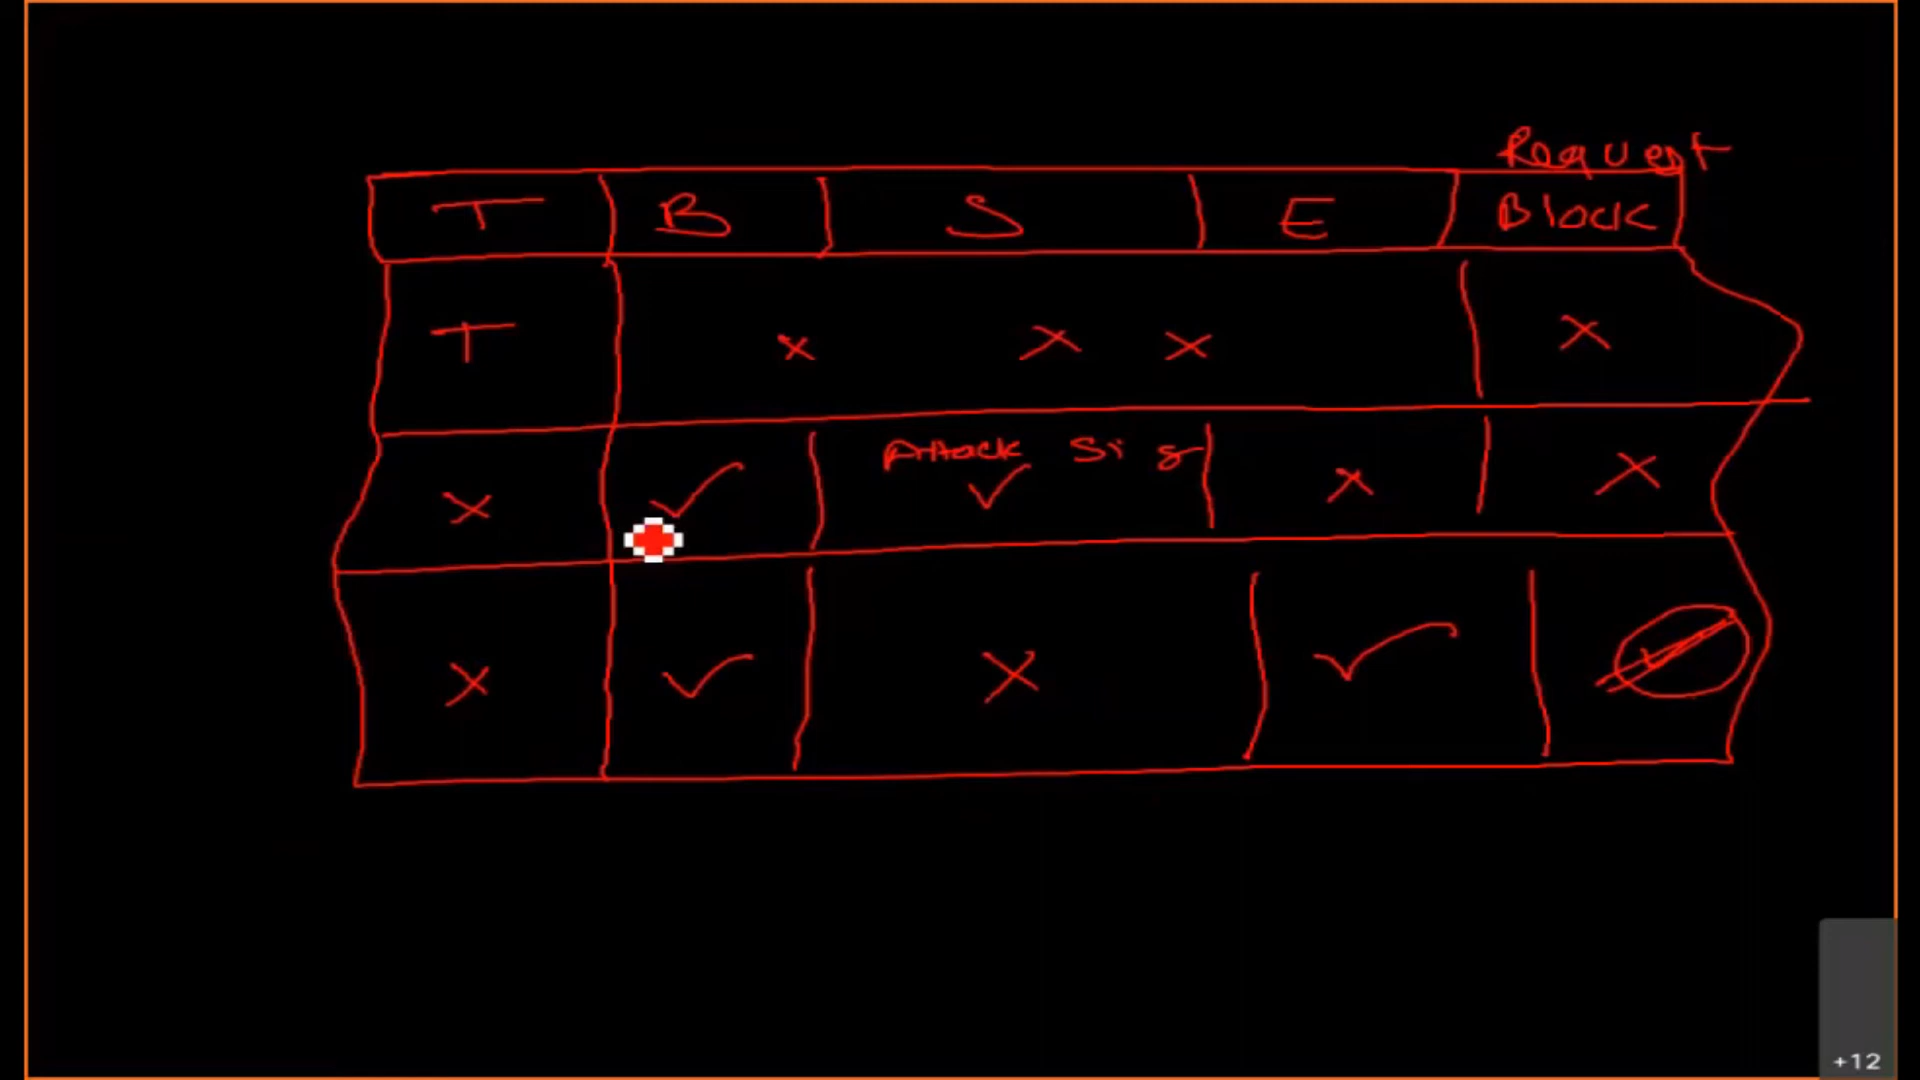 Request
T B S E Block
T x x x x
x ✓ Attack Sig ✓ x x
x ✓ x ✓ ✓
+12